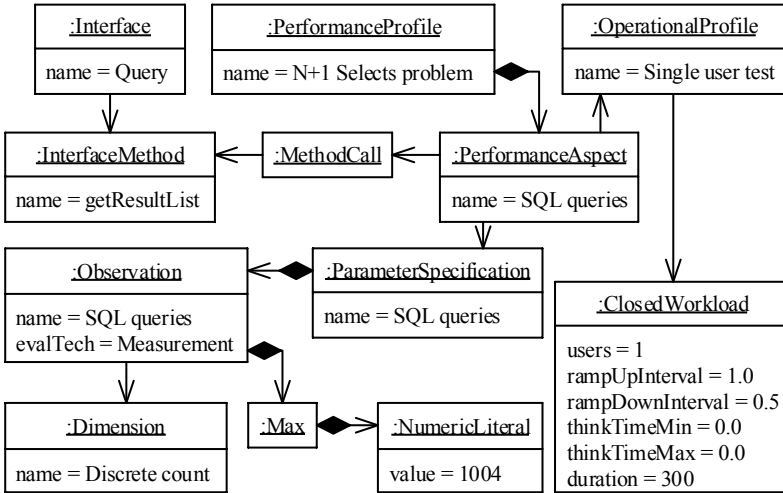 :Interface
name = Query
:PerformanceProfile
name = N+1 Selects problem
:OperationalProfile
name = Single user test
:InterfaceMethod
name = getResultList
:MethodCall
:PerformanceAspect
name = SQL queries
:Observation
name = SQL queries
evalTech = Measurement
:ParameterSpecification
name = SQL queries
:ClosedWorkload
users = 1
rampUpInterval = 1.0
rampDownInterval = 0.5
thinkTimeMin = 0.0
thinkTimeMax = 0.0
duration = 300
:Dimension
name = Discrete count
:Max
:NumericLiteral
value = 1004